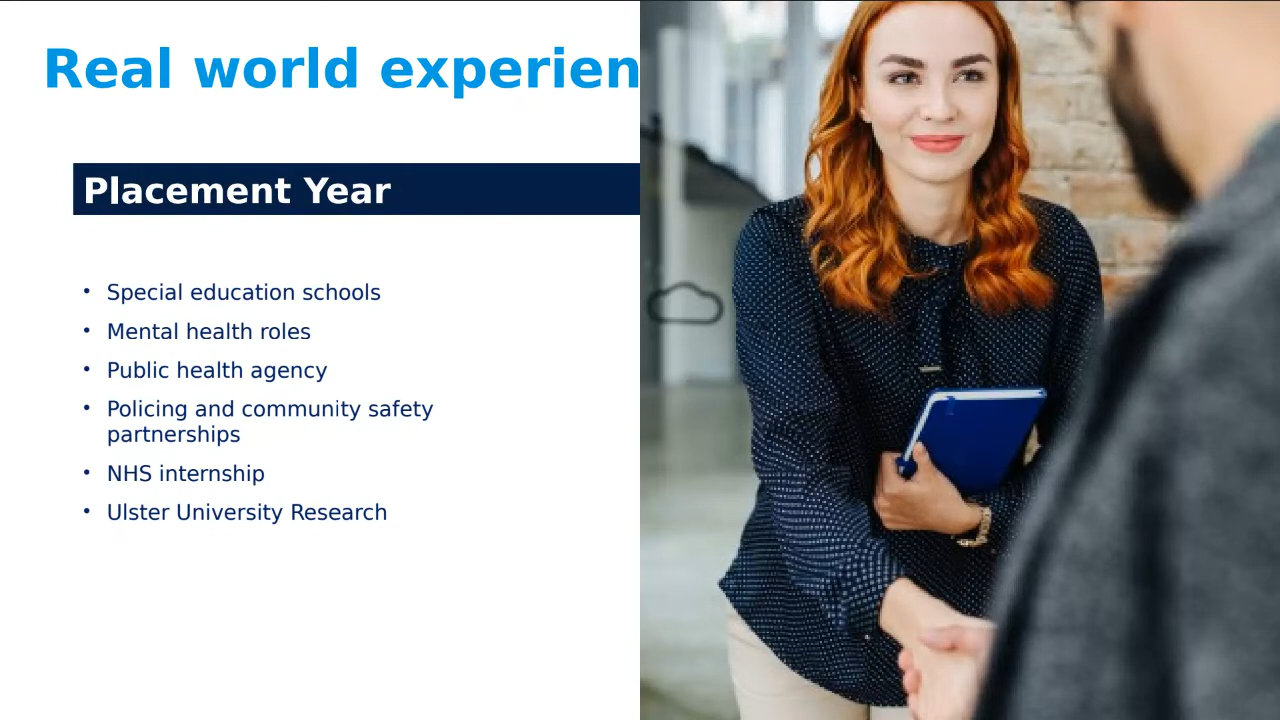 Real world experien
Placement Year
• Special education schools
• Mental health roles
• Public health agency
• Policing and community safety
partnerships
• NHS internship
• Ulster University Research